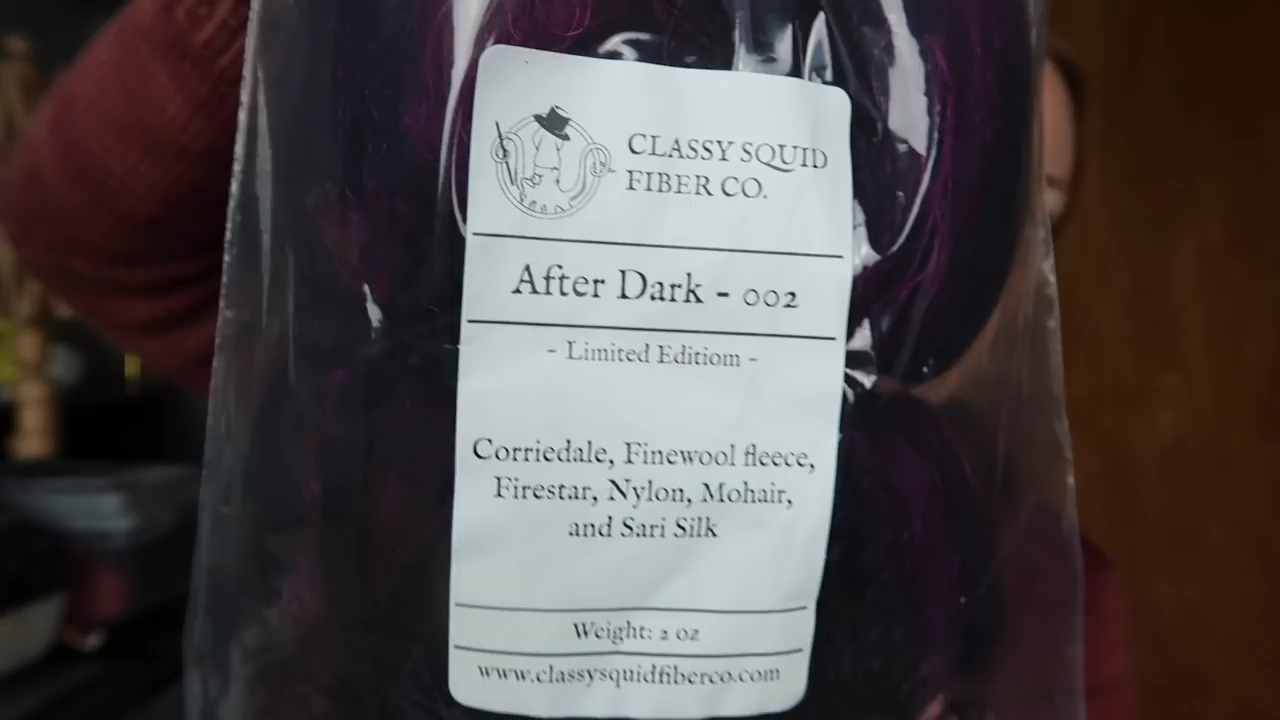 CLASSY SQUID
FIBER CO.
After Dark - 002
- Limited Editiom -
Corriedale, Finewool fleece,
Firestar, Nylon, Mohair,
and Sari Silk
Weight: 2 oz
www.classysquidfiberco.com